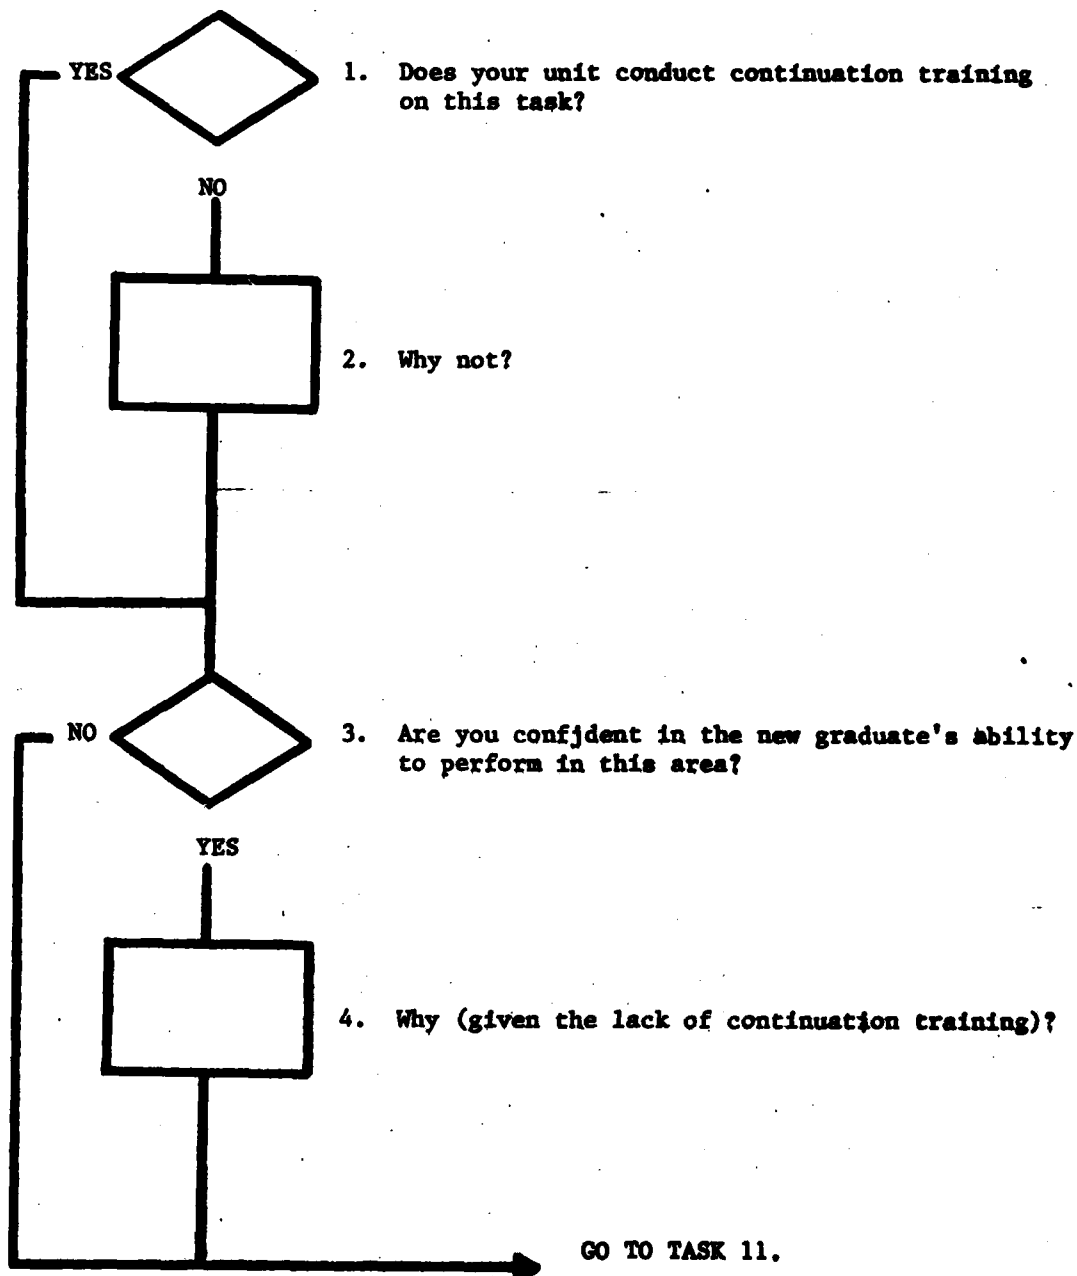 YES
1. Does your unit conduct continuation training
on this task?
NO
2. Why not?
NO
3. Are you confident in the new graduate's ability
to perform in this area?
YES
4. Why (given the lack of continuation training)?
GO TO TASK 11.